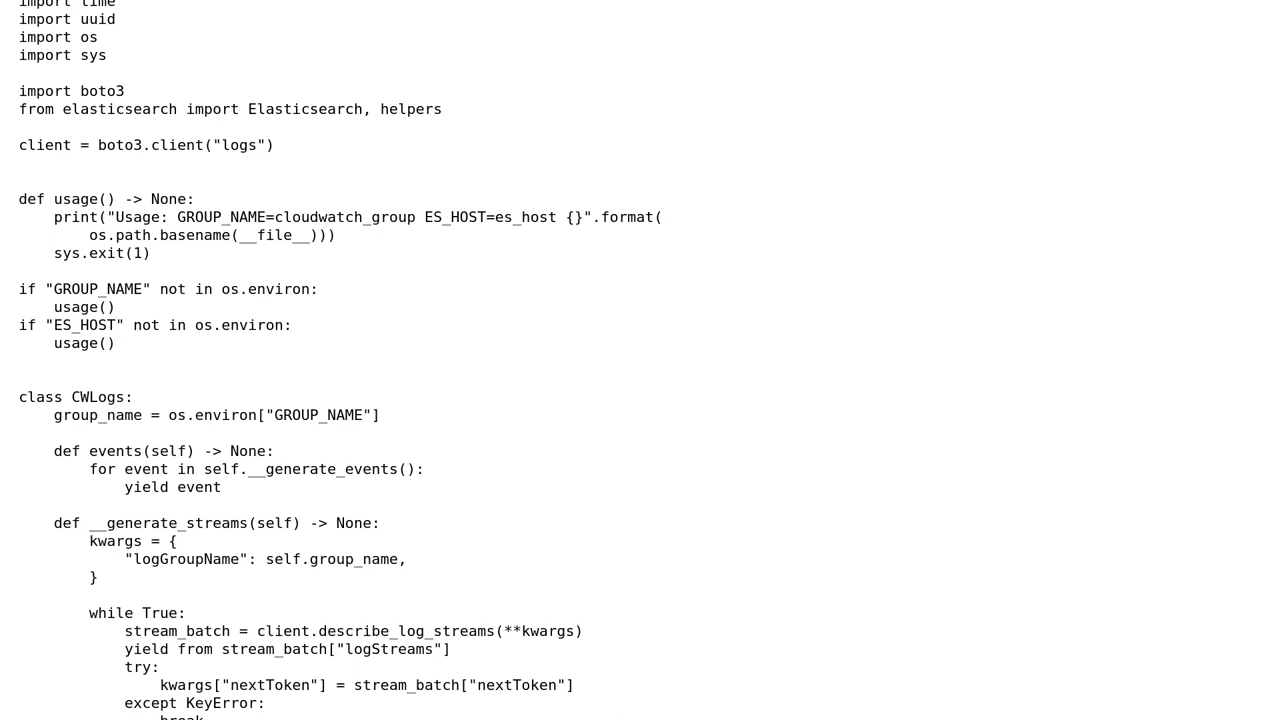 import time
import uuid
import os
import sys

import boto3
from elasticsearch import Elasticsearch, helpers

client = boto3.client("logs")


def usage() -> None:
    print("Usage: GROUP_NAME=cloudwatch_group ES_HOST=es_host {}".format(
        os.path.basename(__file__)))
    sys.exit(1)

if "GROUP_NAME" not in os.environ:
    usage()
if "ES_HOST" not in os.environ:
    usage()


class CWLogs:
    group_name = os.environ["GROUP_NAME"]

    def events(self) -> None:
        for event in self.__generate_events():
            yield event

    def __generate_streams(self) -> None:
        kwargs = {
            "logGroupName": self.group_name,
        }

        while True:
            stream_batch = client.describe_log_streams(**kwargs)
            yield from stream_batch["logStreams"]
            try:
                kwargs["nextToken"] = stream_batch["nextToken"]
            except KeyError:
                break